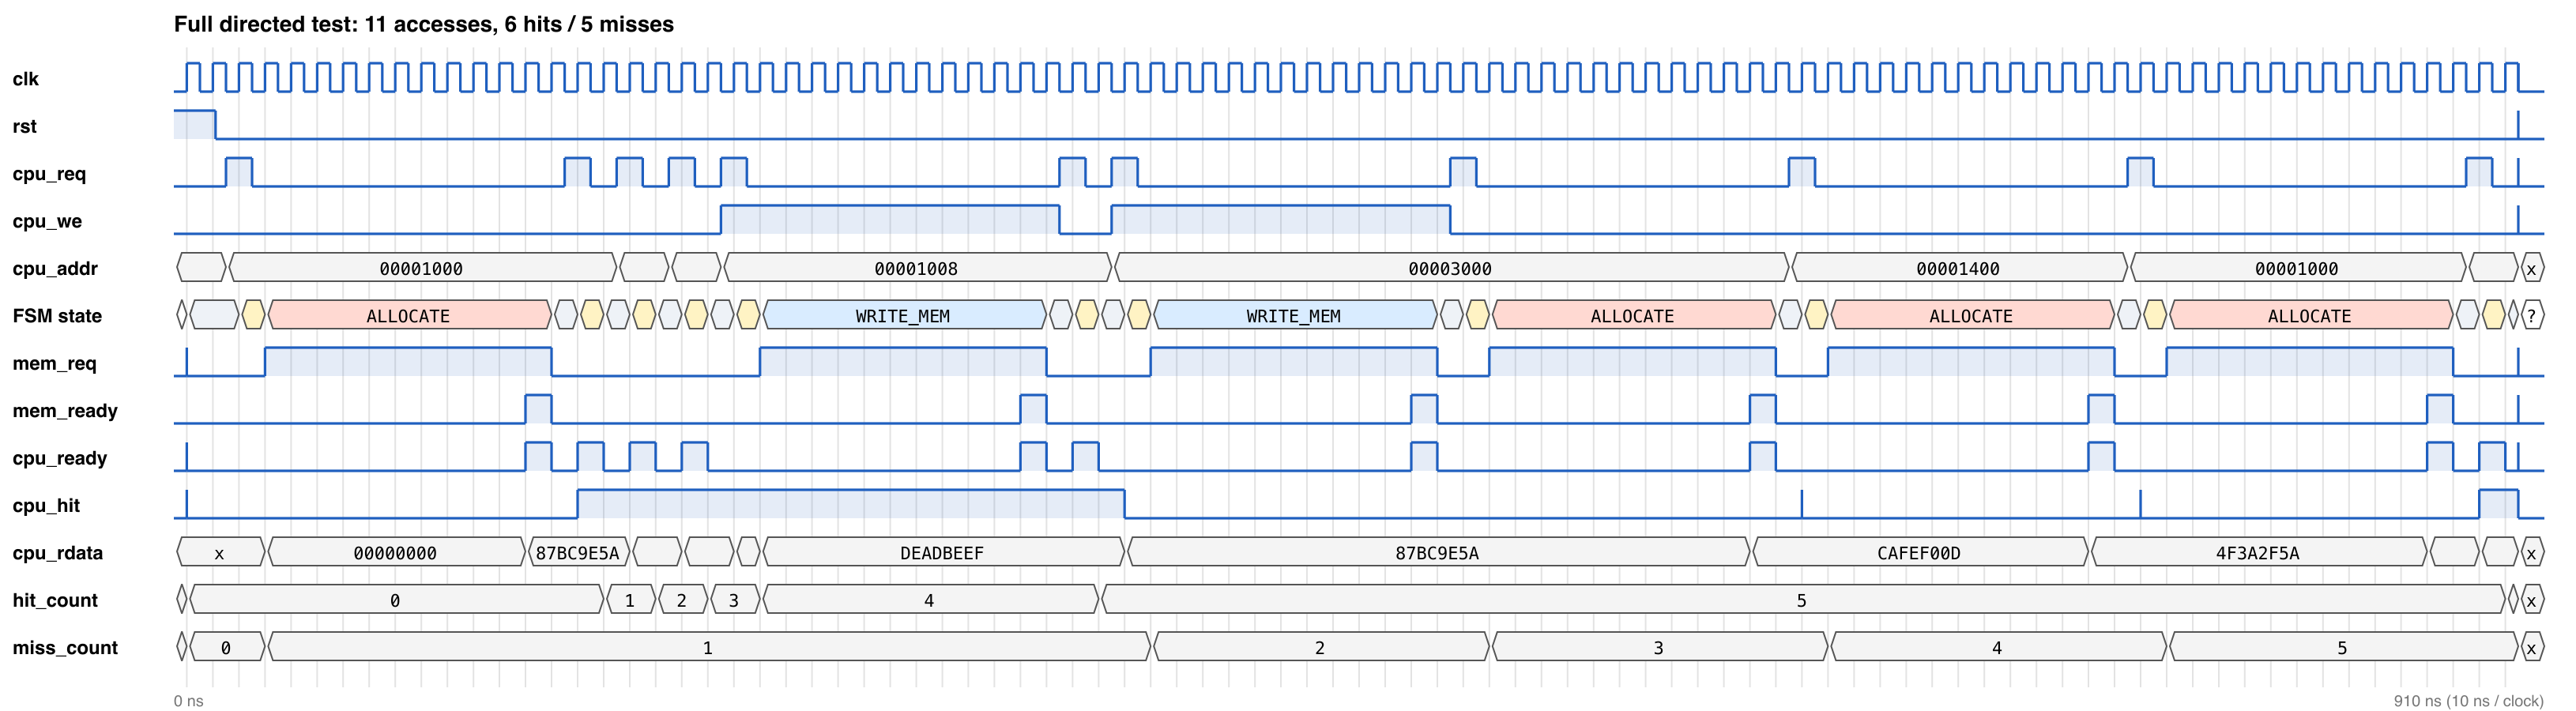 Full directed test: 11 accesses, 6 hits / 5 misses
clk
rst
cpu_req
cpu_we
cpu_addr 00001000 00001008 00003000 00001400 00001000 x
FSM state ALLOCATE WRITE_MEM WRITE_MEM ALLOCATE ALLOCATE ALLOCATE ?
mem_req
mem_ready
cpu_ready
cpu_hit
cpu_rdata x 00000000 87BC9E5A DEADBEEF 87BC9E5A CAFEF00D 4F3A2F5A x
hit_count 0 1 2 3 4 5 x
miss_count 0 1 2 3 4 5 x
0 ns 910 ns (10 ns / clock)